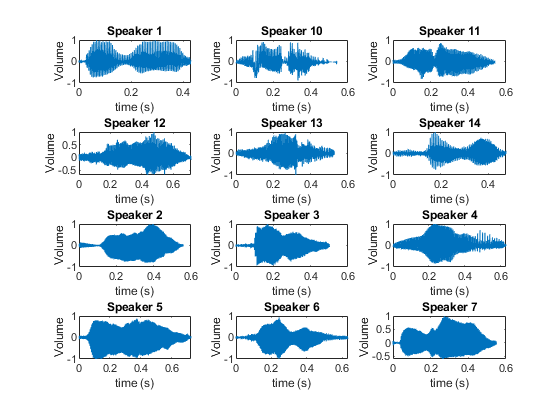 Speaker 1 Speaker 10 Speaker 11
1 1 1
Volume 0 Volume 0 Volume 0
-1 -1 -1
0 0.2 0.4 0 0.2 0.4 0.6 0 0.2 0.4 0.6
time (s) time (s) time (s)
Speaker 12 Speaker 13 Speaker 14
1 1 1
0.5
Volume 0 Volume 0 Volume 0
-0.5
-1 -1
0 0.2 0.4 0.6 0 0.2 0.4 0.6 0 0.2 0.4
time (s) time (s) time (s)
Speaker 2 Speaker 3 Speaker 4
1 1 1
Volume 0 Volume 0 Volume 0
-1 -1 -1
0 0.2 0.4 0.6 0 0.2 0.4 0.6 0 0.2 0.4 0.6
time (s) time (s) time (s)
Speaker 5 Speaker 6 Speaker 7
1 1 1
0.5
Volume 0 Volume 0 Volume 0
-0.5
-1 -1
0 0.2 0.4 0.6 0 0.2 0.4 0.6 0 0.2 0.4 0.6
time (s) time (s) time (s)